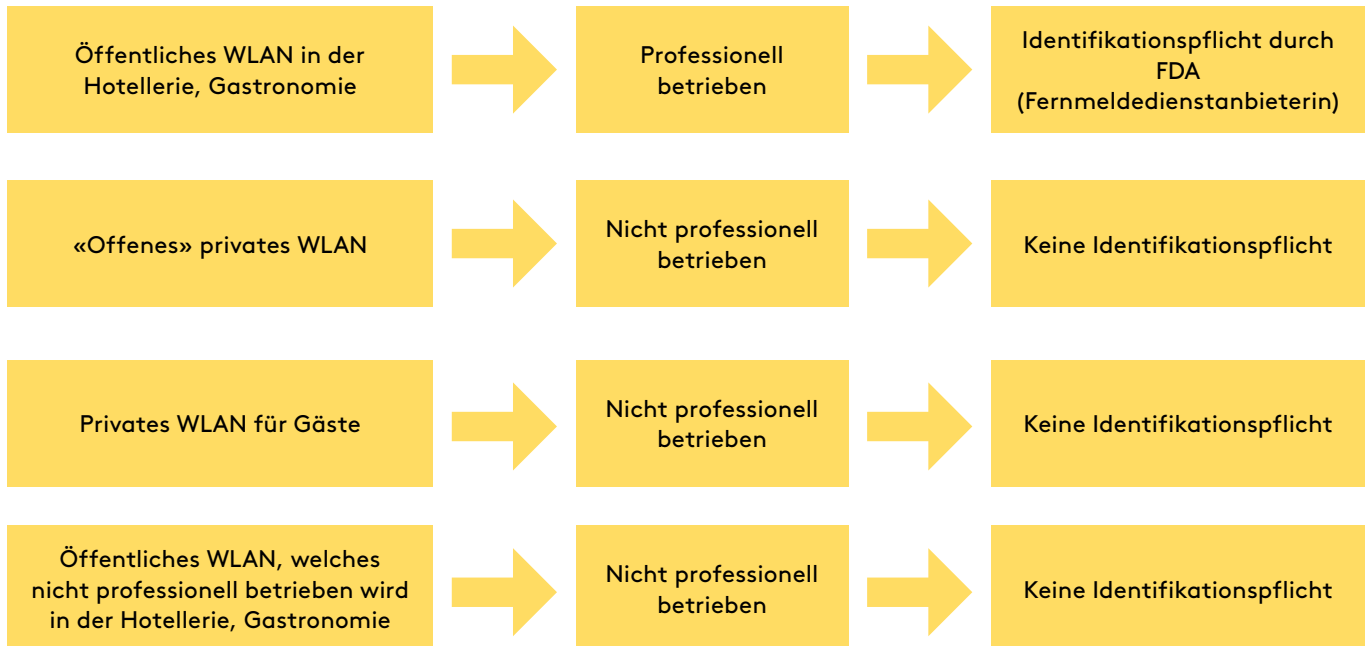 Öffentliches WLAN in der
Hotellerie, Gastronomie
Professionell
betrieben
Identifikationspflicht durch
FDA
(Fernmeldedienstanbieterin)
«Offenes» privates WLAN
Nicht professionell
betrieben
Keine Identifikationspflicht
Privates WLAN für Gäste
Nicht professionell
betrieben
Keine Identifikationspflicht
Öffentliches WLAN, welches
nicht professionell betrieben wird
in der Hotellerie, Gastronomie
Nicht professionell
betrieben
Keine Identifikationspflicht